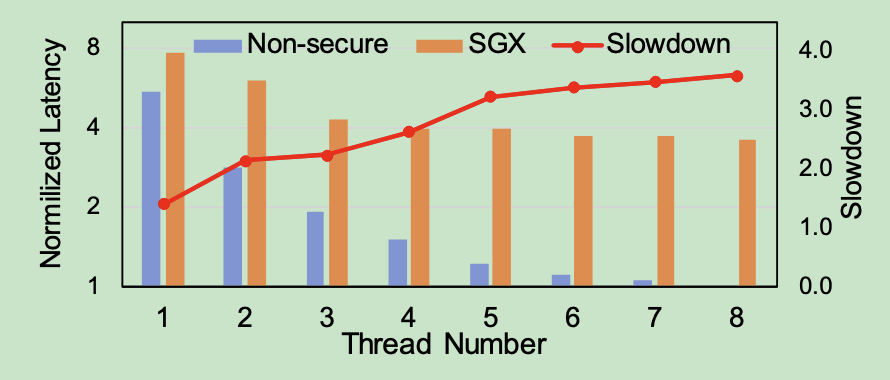 Non-secure SGX Slowdown
Normilized Latency
8
4
2
1
4.0
3.0
2.0
1.0
0.0
Slowdown
1 2 3 4 5 6 7 8
Thread Number